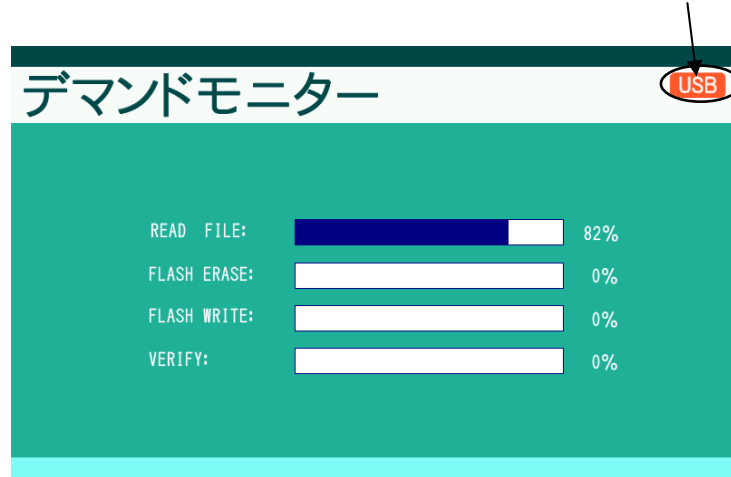 デマンドモニター
USB
READ FILE: 82%
FLASH ERASE: 0%
FLASH WRITE: 0%
VERIFY: 0%